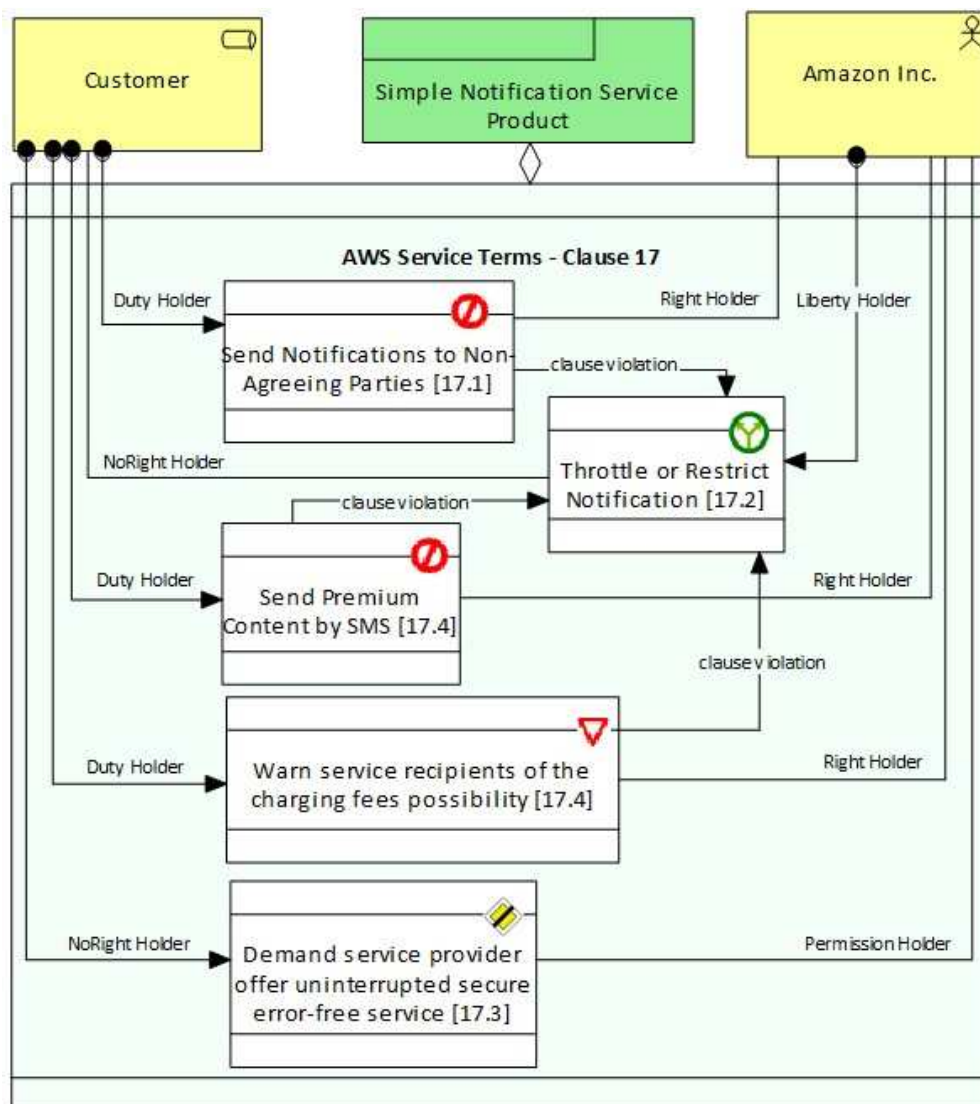 Customer
Simple Notification Service
Product
Amazon Inc.
AWS Service Terms - Clause 17
Duty Holder
Right Holder
Liberty Holder
Send Notifications to Non-
Agreeing Parties [17.1]
clause violation
NoRight Holder
Throttle or Restrict
Notification [17.2]
clause violation
Duty Holder
Right Holder
Send Premium
Content by SMS [17.4]
clause violation
Duty Holder
Right Holder
Warn service recipients of the
charging fees possibility [17.4]
NoRight Holder
Permission Holder
Demand service provider
offer uninterrupted secure
error-free service [17.3]